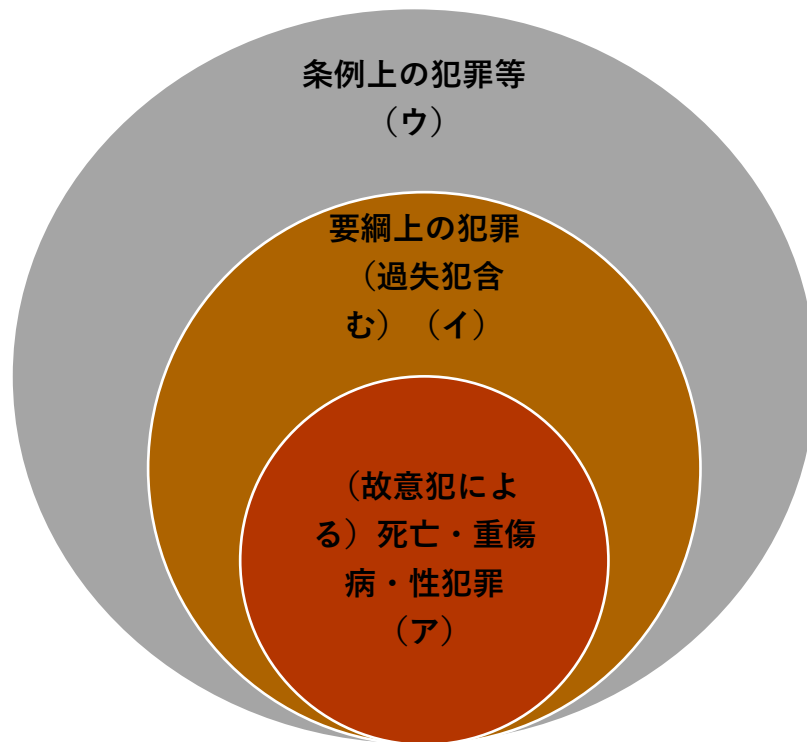 条例上の犯罪等
（ウ）
要綱上の犯罪
（過失犯含
む）（イ）
（故意犯によ
る）死亡・重傷
病・性犯罪
（ア）